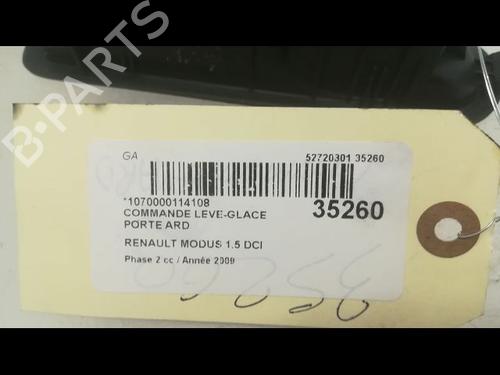 B-PARTS
GA
52720301 35260
*1070000114108
COMMANDE LEVE-GLACE
PORTE ARD
35260
RENAULT MODUS 1.5 DCI
Phase 2 cc / Année 2009
35260